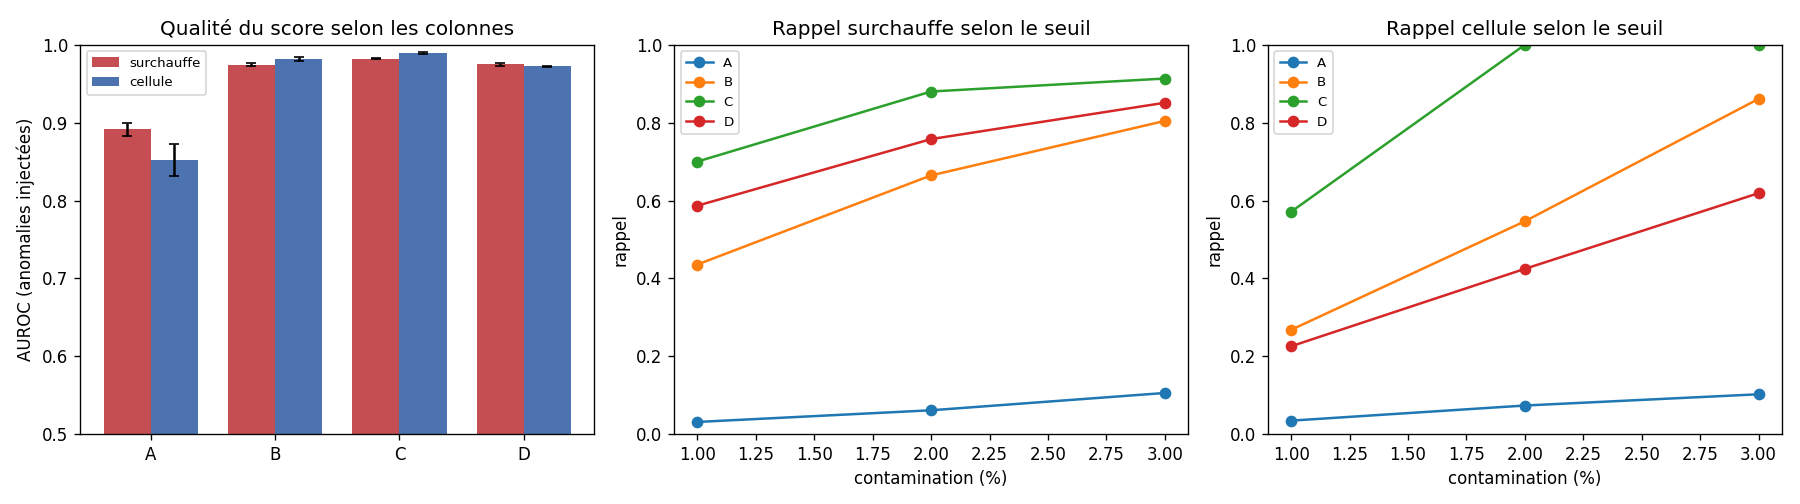 Qualité du score selon les colonnes
AUROC (anomalies injectées)
1.0
0.9
0.8
0.7
0.6
0.5
surchauffe
cellule
A B C D
Rappel surchauffe selon le seuil
rappel
1.0
0.8
0.6
0.4
0.2
0.0
A
B
C
D
1.00 1.25 1.50 1.75 2.00 2.25 2.50 2.75 3.00
contamination (%)
Rappel cellule selon le seuil
rappel
1.0
0.8
0.6
0.4
0.2
0.0
A
B
C
D
1.00 1.25 1.50 1.75 2.00 2.25 2.50 2.75 3.00
contamination (%)